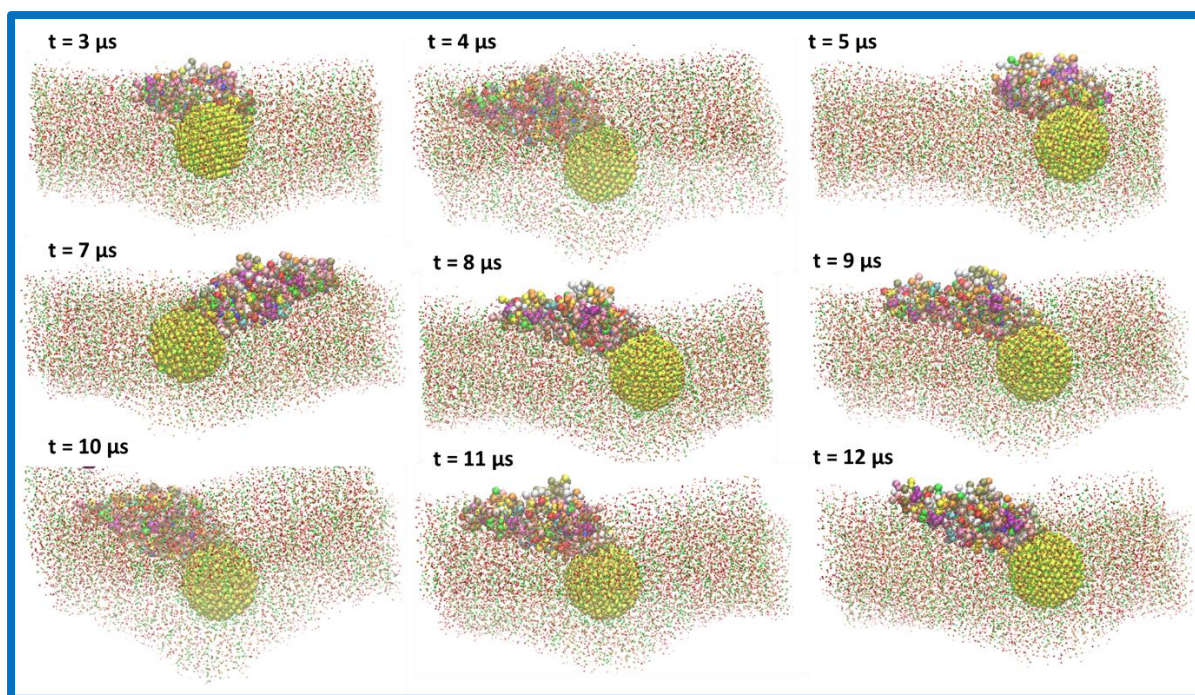 t = 3 µs
t = 4 µs
t = 5 µs
t = 7 µs
t = 8 µs
t = 9 µs
t = 10 µs
t = 11 µs
t = 12 µs